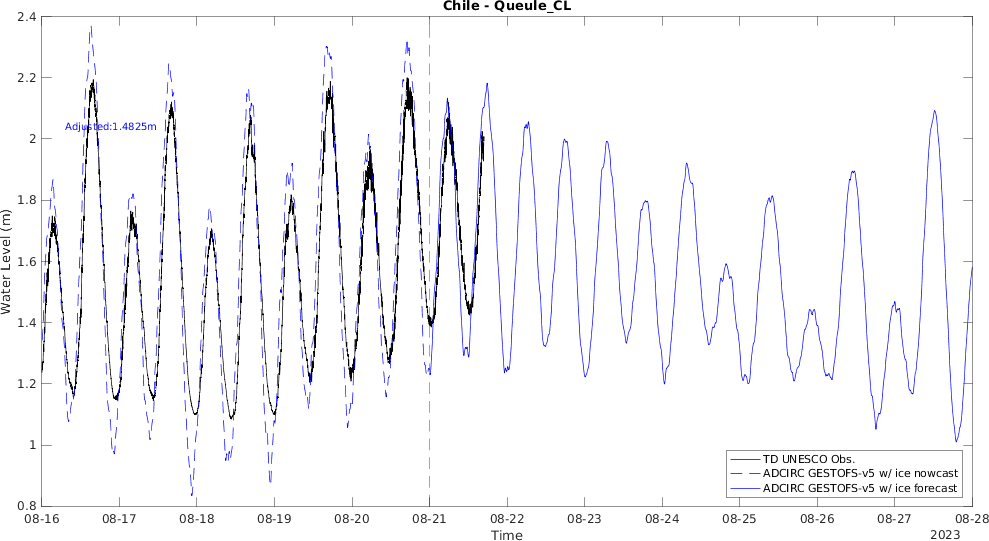 Chile - Queule_CL
2.4
2.2
2
1.8
1.6
1.4
1.2
1
0.8
Water Level (m)
Adjusted:1.4825m
TD UNESCO Obs.
ADCIRC GESTOFS-v5 w/ ice nowcast
ADCIRC GESTOFS-v5 w/ ice forecast
08-16 08-17 08-18 08-19 08-20 08-21 08-22 08-23 08-24 08-25 08-26 08-27 08-28
Time
2023